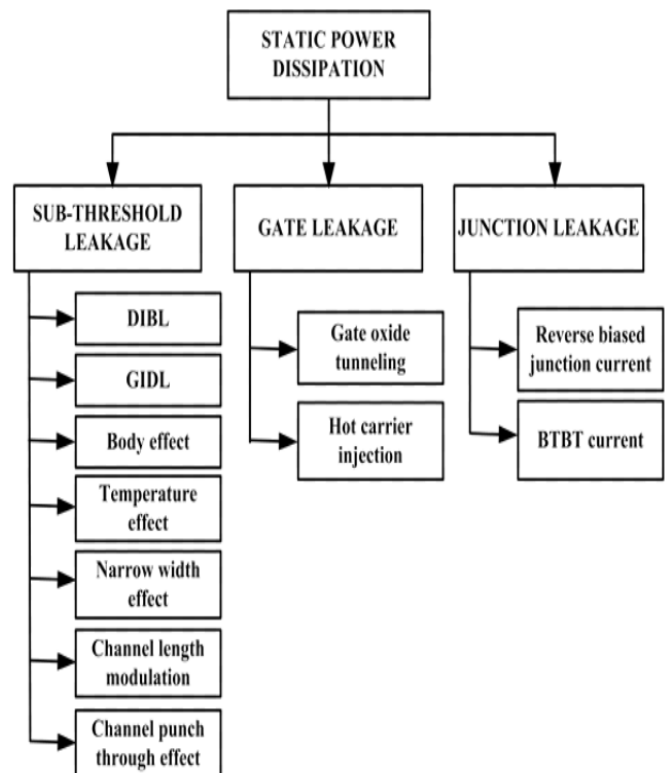 STATIC POWER
DISSIPATION
SUB-THRESHOLD
LEAKAGE
DIBL
GIDL
Body effect
Temperature
effect
Narrow width
effect
Channel length
modulation
Channel punch
through effect
GATE LEAKAGE
Gate oxide
tunneling
Hot carrier
injection
JUNCTION LEAKAGE
Reverse biased
junction current
BTBT current